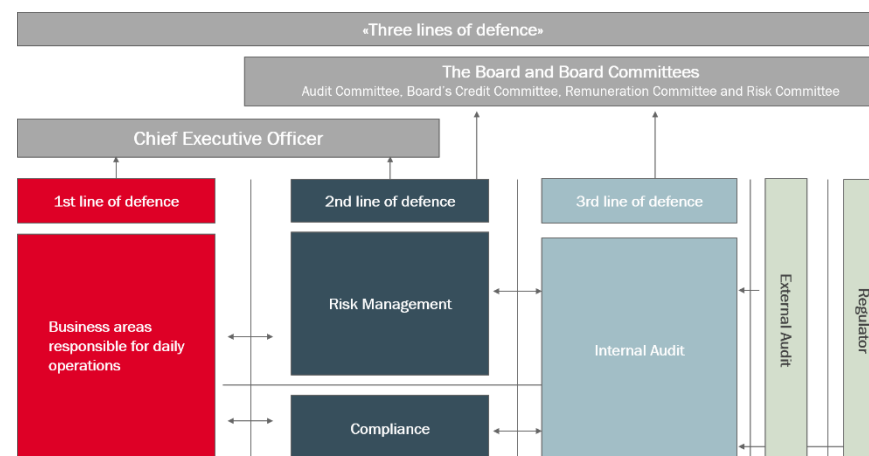 «Three lines of defence»
The Board and Board Committees
Audit Committee, Board's Credit Committee, Remuneration Committee and Risk Committee
Chief Executive Officer
1st line of defence
2nd line of defence
3rd line of defence
Business areas
responsible for daily
operations
Risk Management
Compliance
Internal Audit
External Audit
Regulator